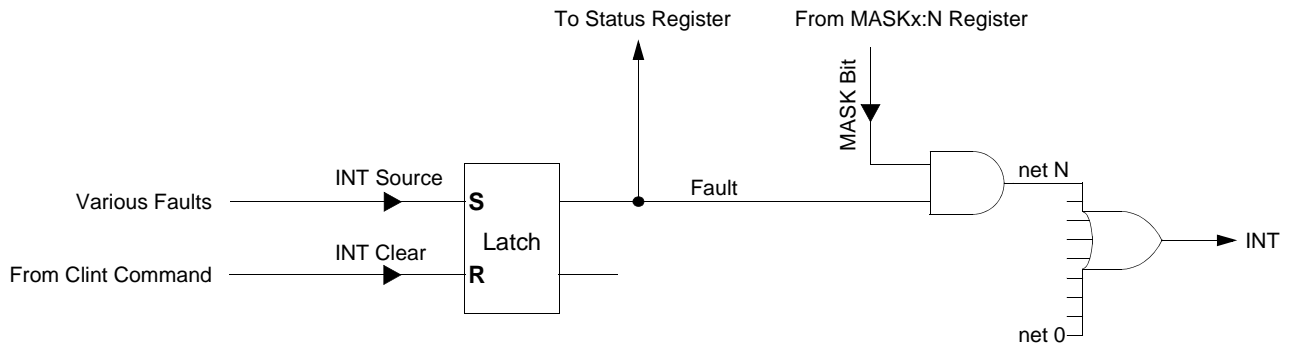 To Status Register
From MASKx:N Register
MASK Bit
INT Source
Various Faults
S
Fault
net N
Latch
INT
INT Clear
From Clint Command
R
net 0